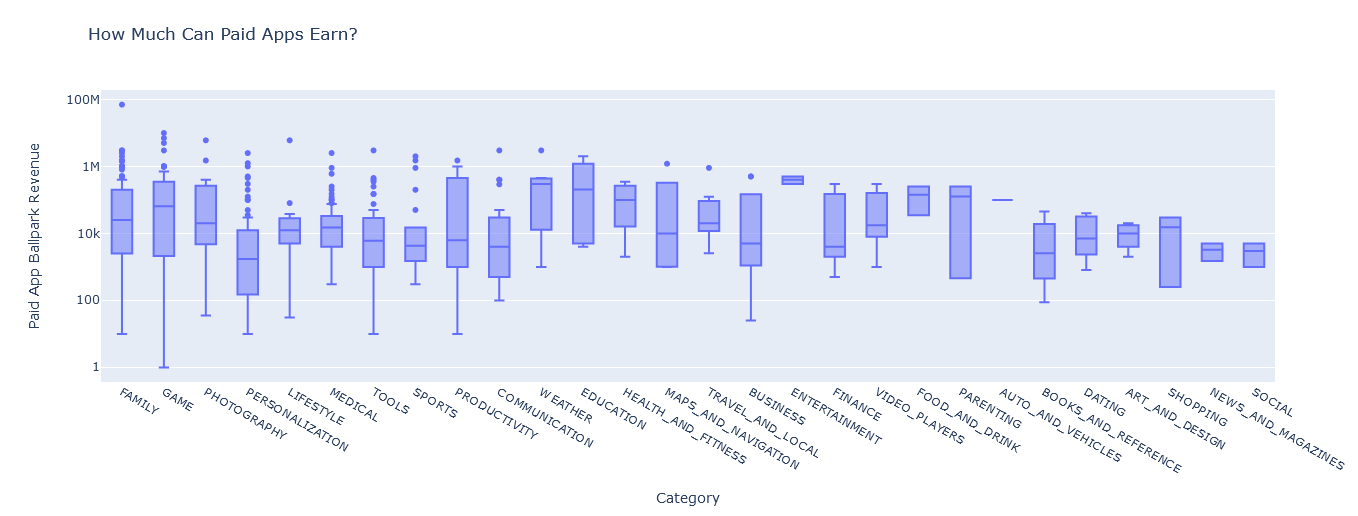 How Much Can Paid Apps Earn?
Paid App Ballpark Revenue
100M
1M
10k
100
1
FAMILY
GAME
PHOTOGRAPHY
PERSONALIZATION
LIFESTYLE
MEDICAL
TOOLS
SPORTS
PRODUCTIVITY
COMMUNICATION
WEATHER
EDUCATION
HEALTH_AND_FITNESS
MAPS_AND_NAVIGATION
TRAVEL_AND_LOCAL
BUSINESS
ENTERTAINMENT
FINANCE
VIDEO_PLAYERS
FOOD_AND_DRINK
PARENTING
AUTO_AND_VEHICLES
BOOKS_AND_REFERENCE
DATING
ART_AND_DESIGN
SHOPPING
NEWS_AND_MAGAZINES
SOCIAL
Category